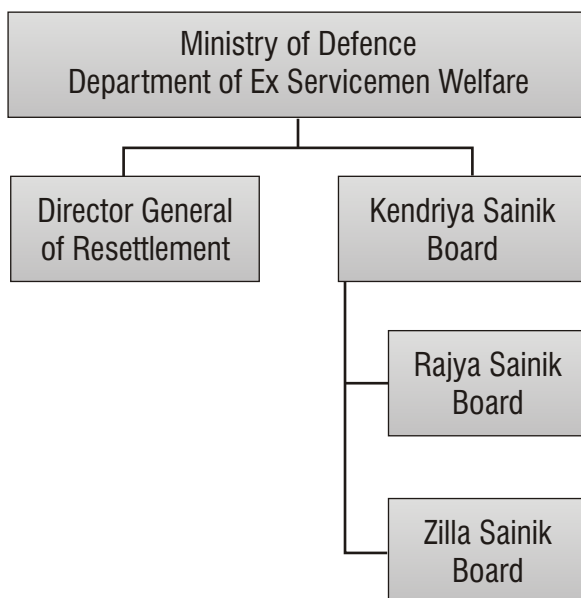 Ministry of Defence
Department of Ex Servicemen Welfare
Director General
of Resettlement
Kendriya Sainik
Board
Rajya Sainik
Board
Zilla Sainik
Board